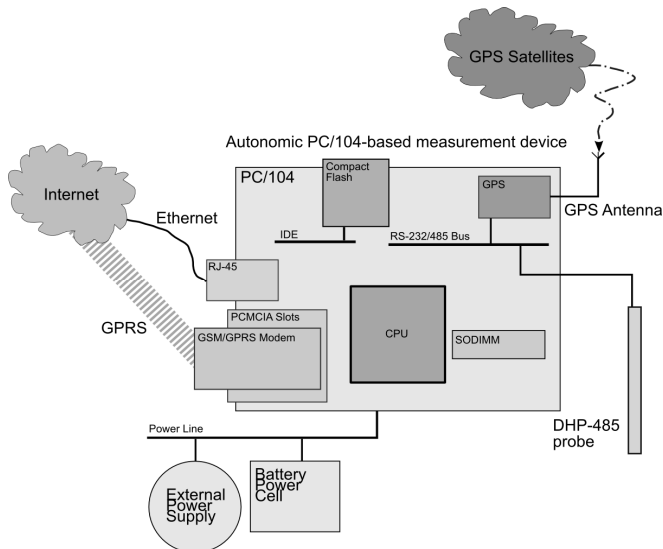 GPS Satellites
Autonomic PC/104-based measurement device
PC/104
Compact
Flash
GPS
Internet
GPS Antenna
Ethernet
IDE
RS-232/485 Bus
RJ-45
PCMCIA Slots
GPRS
GSM/GPRS Modem
CPU
SODIMM
DHP-485
probe
Power Line
External
Power
Supply
Battery
Power
Cell